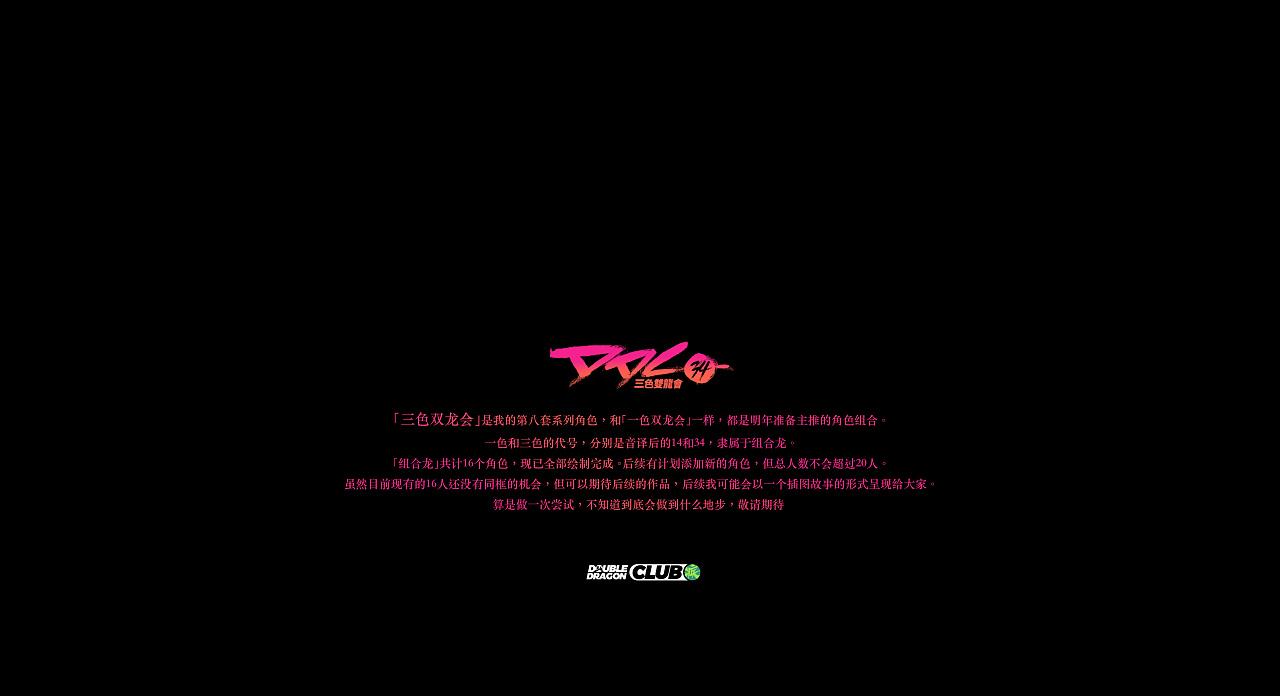 DDC 34
三色雙龍會
「三色双龙会」是我的第八套系列角色，和「一色双龙会」一样，都是明年准备主推的角色组合。
一色和三色的代号，分别是音译后的14和34，隶属于组合龙。
「组合龙」共计16个角色，现已全部绘制完成。后续有计划添加新的角色，但总人数不会超过20人。
虽然目前现有的16人还没有同框的机会，但可以期待后续的作品，后续我可能会以一个插图故事的形式呈现给大家。
算是做一次尝试，不知道到底会做到什么地步，敬请期待
DOUBLE DRAGON CLUB